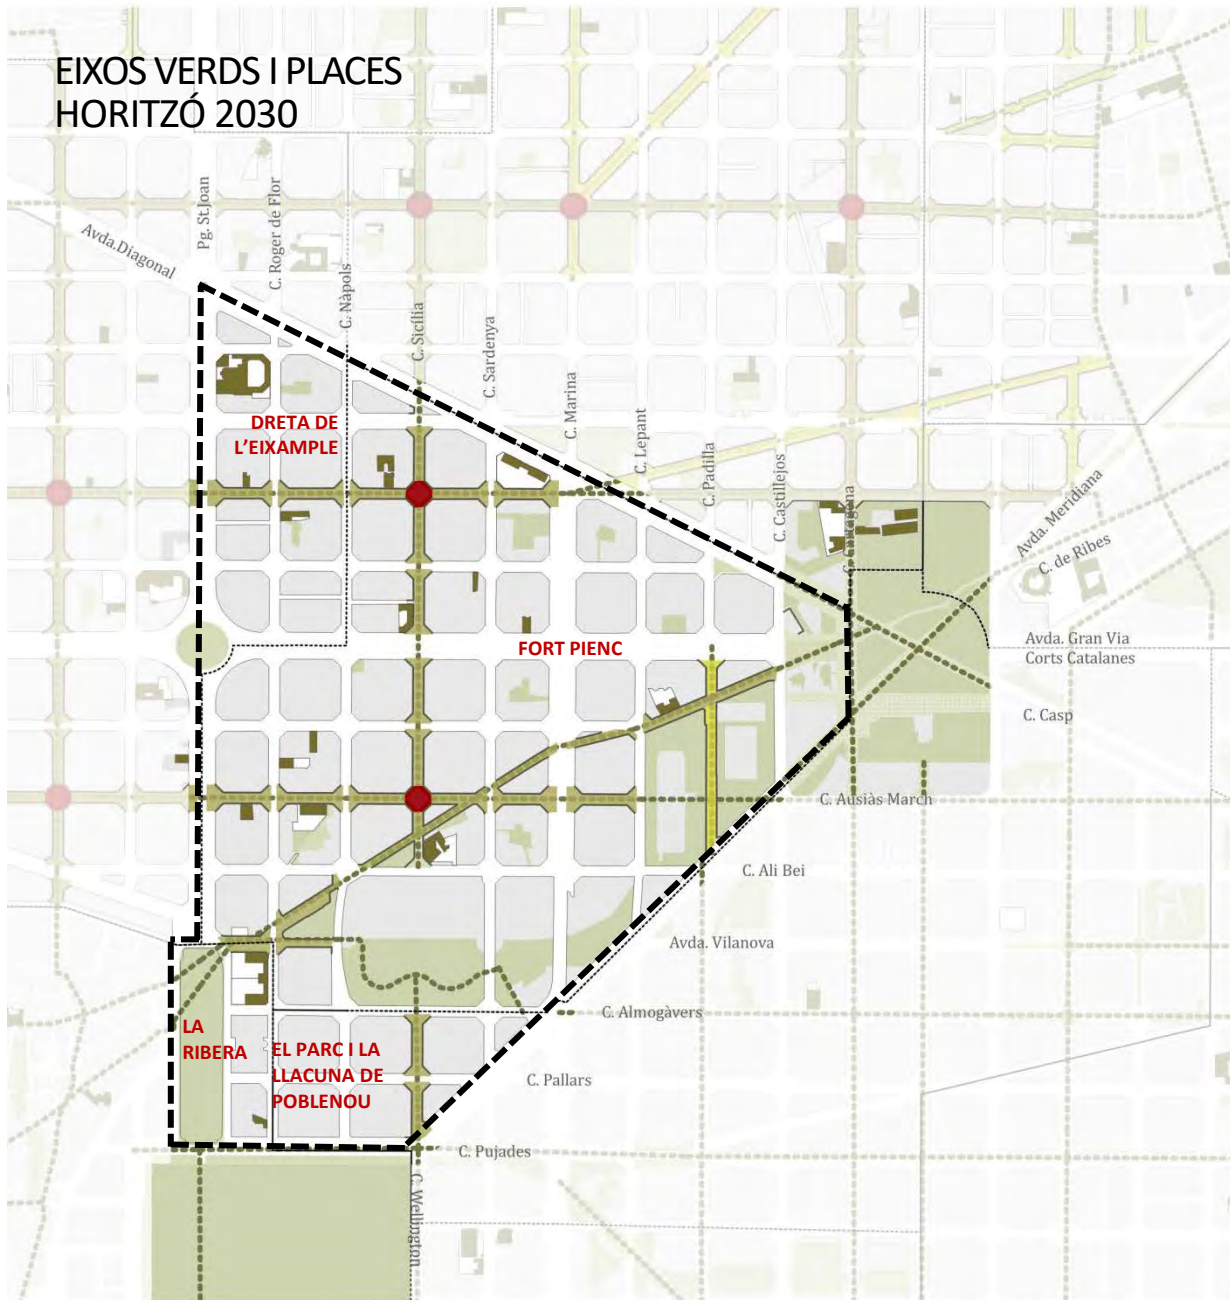 EIXOS VERDS I PLACES
HORITZÓ 2030
Pg. St.Joan
C. Roger de Flor
Avda.Diagonal
C. Nàpols
C. Sicília
C. Sardenya
C. Marina
C. Lepant
C. Padilla
C. Castillejos
C. Cartagena
Avda. Meridiana
C. de Ribes
DRETA DE
L'EIXAMPLE
FORT PIENC
Avda. Gran Via
Corts Catalanes
C. Casp
C. Ausiàs March
C. Ali Bei
Avda. Vilanova
C. Almogàvers
LA
RIBERA
EL PARC I LA
LLACUNA DE
POBLENOU
C. Pallars
C. Pujades
C. Wellington